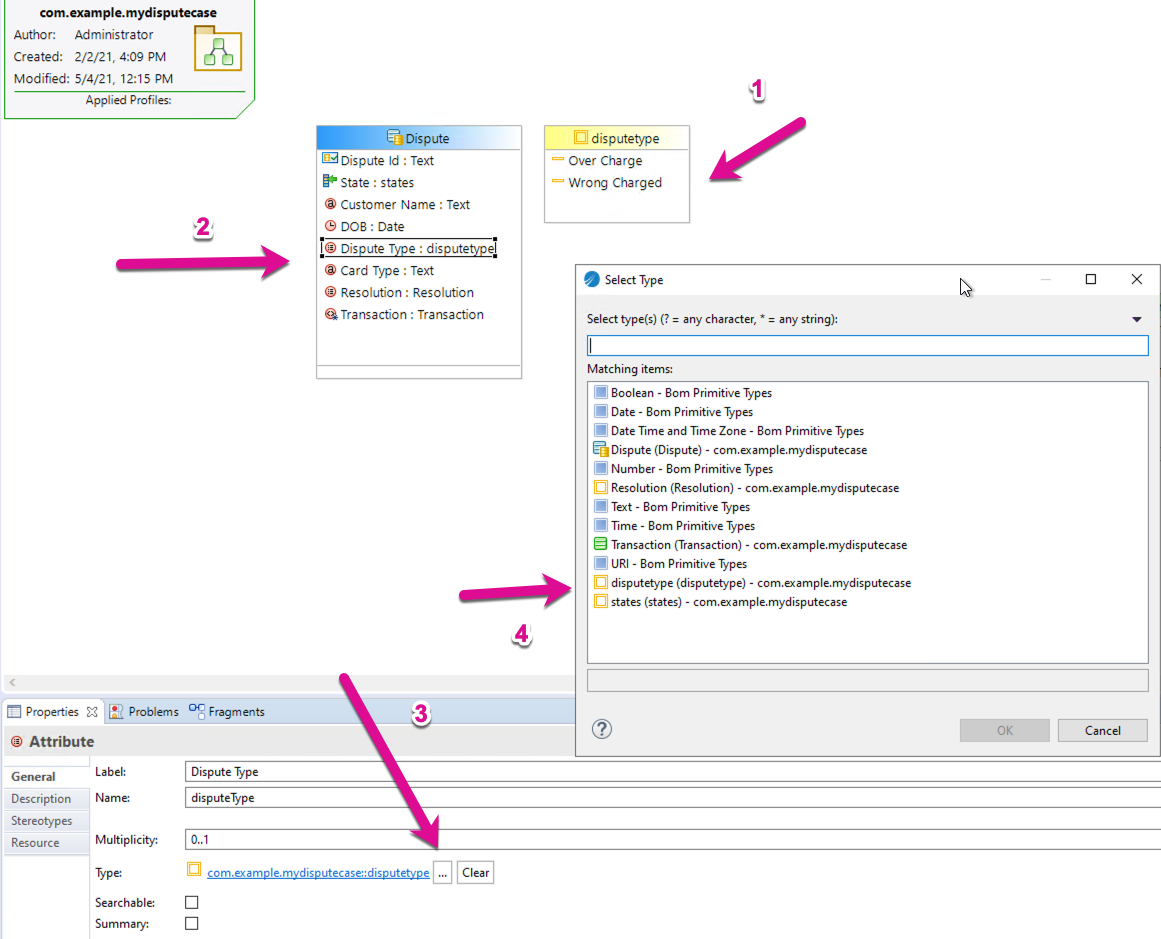 com.example.mydisputecase
Author: Administrator
Created: 2/2/21, 4:09 PM
Modified: 5/4/21, 12:15 PM
Applied Profiles:
1
Dispute
Dispute Id : Text
State : states
Customer Name : Text
DOB : Date
Dispute Type : disputetype
Card Type : Text
Resolution : Resolution
Transaction : Transaction
disputetype
Over Charge
Wrong Charged
2
Select Type
Select type(s) (? = any character, * = any string):
Matching items:
Boolean - Bom Primitive Types
Date - Bom Primitive Types
Date Time and Time Zone - Bom Primitive Types
Dispute (Dispute) - com.example.mydisputecase
Number - Bom Primitive Types
Resolution (Resolution) - com.example.mydisputecase
Text - Bom Primitive Types
Time - Bom Primitive Types
Transaction (Transaction) - com.example.mydisputecase
URI - Bom Primitive Types
disputetype (disputetype) - com.example.mydisputecase
states (states) - com.example.mydisputecase
4
?
OK Cancel
3
Properties Problems Fragments
Attribute
General
Description
Stereotypes
Resource
Label: Dispute Type
Name: disputeType
Multiplicity: 0..1
Type: com.example.mydisputecase::disputetype ... Clear
Searchable:
Summary: